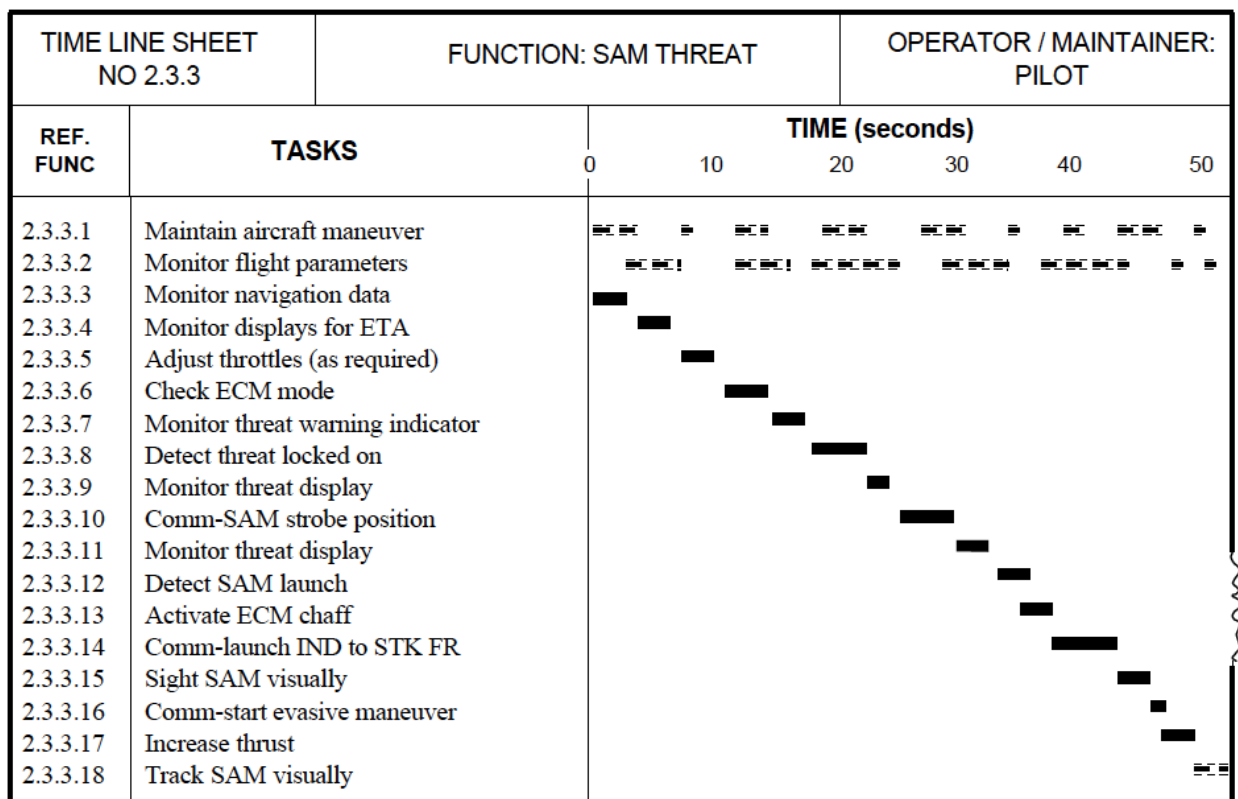 TIME LINE SHEET
NO 2.3.3
FUNCTION: SAM THREAT
OPERATOR / MAINTAINER:
PILOT
REF.
FUNC
TASKS
TIME (seconds)
0 10 20 30 40 50
2.3.3.1 Maintain aircraft maneuver
2.3.3.2 Monitor flight parameters
2.3.3.3 Monitor navigation data
2.3.3.4 Monitor displays for ETA
2.3.3.5 Adjust throttles (as required)
2.3.3.6 Check ECM mode
2.3.3.7 Monitor threat warning indicator
2.3.3.8 Detect threat locked on
2.3.3.9 Monitor threat display
2.3.3.10 Comm-SAM strobe position
2.3.3.11 Monitor threat display
2.3.3.12 Detect SAM launch
2.3.3.13 Activate ECM chaff
2.3.3.14 Comm-launch IND to STK FR
2.3.3.15 Sight SAM visually
2.3.3.16 Comm-start evasive maneuver
2.3.3.17 Increase thrust
2.3.3.18 Track SAM visually